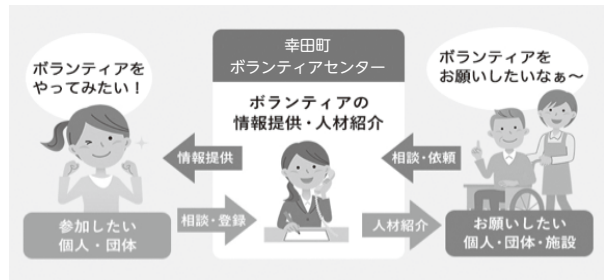 ボランティアを
やってみたい！
幸田町
ボランティアセンター
ボランティアの
情報提供・人材紹介
ボランティアを
お願いしたいなぁ〜
情報提供
相談・登録
相談・依頼
人材紹介
参加したい
個人・団体
お願いしたい
個人・団体・施設